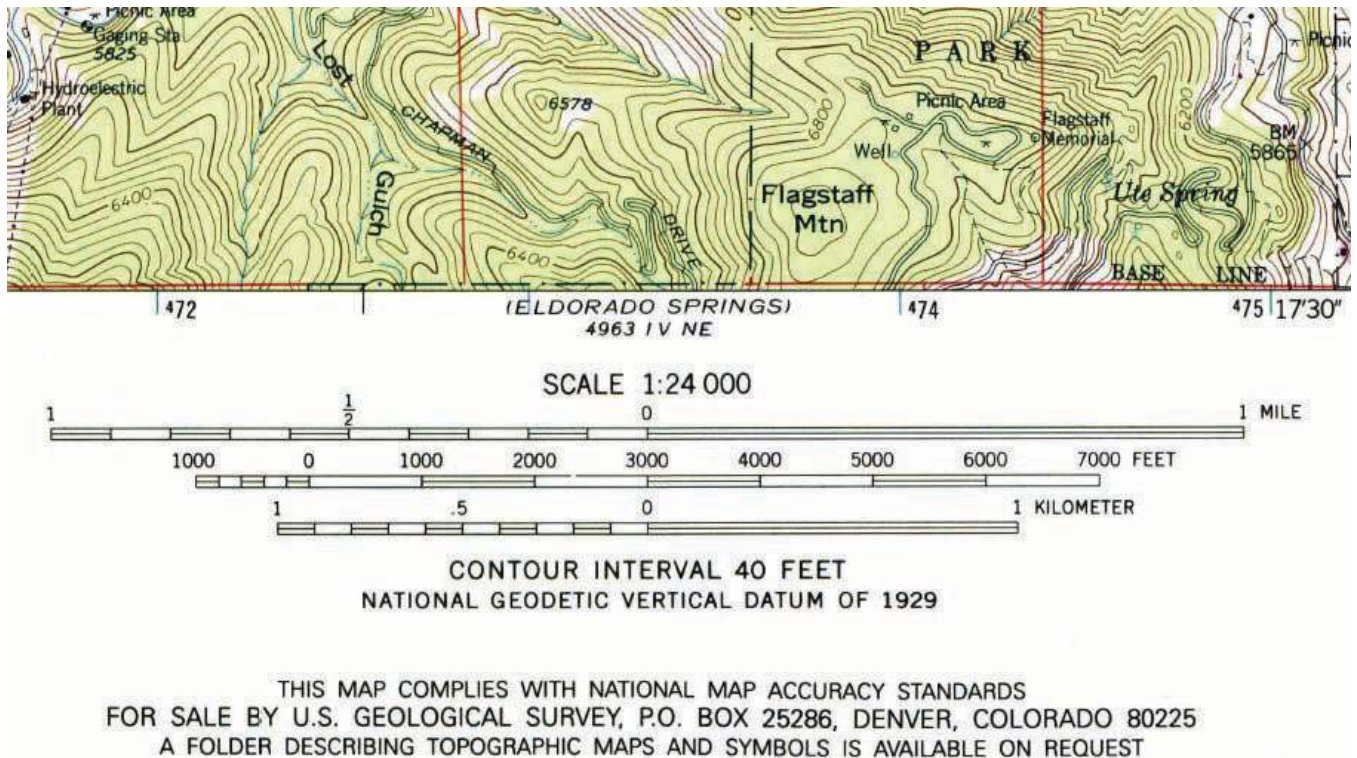 Picnic Area
Gaging Sta
5825
Hydroelectric
Plant
Lost
Gulch
CHAPMAN
DRIVE
6578
6400
6400
PARK
Picnic Area
6800
Well
Flagstaff
Memorial
Flagstaff
Mtn
6200
Picnic
BM
5865
Ute Spring
BASE LINE
⁴72
(ELDORADO SPRINGS)
4963 IV NE
⁴74
⁴75
17'30"
SCALE 1:24 000
1 1/2 0 1 MILE
1000 0 1000 2000 3000 4000 5000 6000 7000 FEET
1 .5 0 1 KILOMETER
CONTOUR INTERVAL 40 FEET
NATIONAL GEODETIC VERTICAL DATUM OF 1929
THIS MAP COMPLIES WITH NATIONAL MAP ACCURACY STANDARDS
FOR SALE BY U.S. GEOLOGICAL SURVEY, P.O. BOX 25286, DENVER, COLORADO 80225
A FOLDER DESCRIBING TOPOGRAPHIC MAPS AND SYMBOLS IS AVAILABLE ON REQUEST